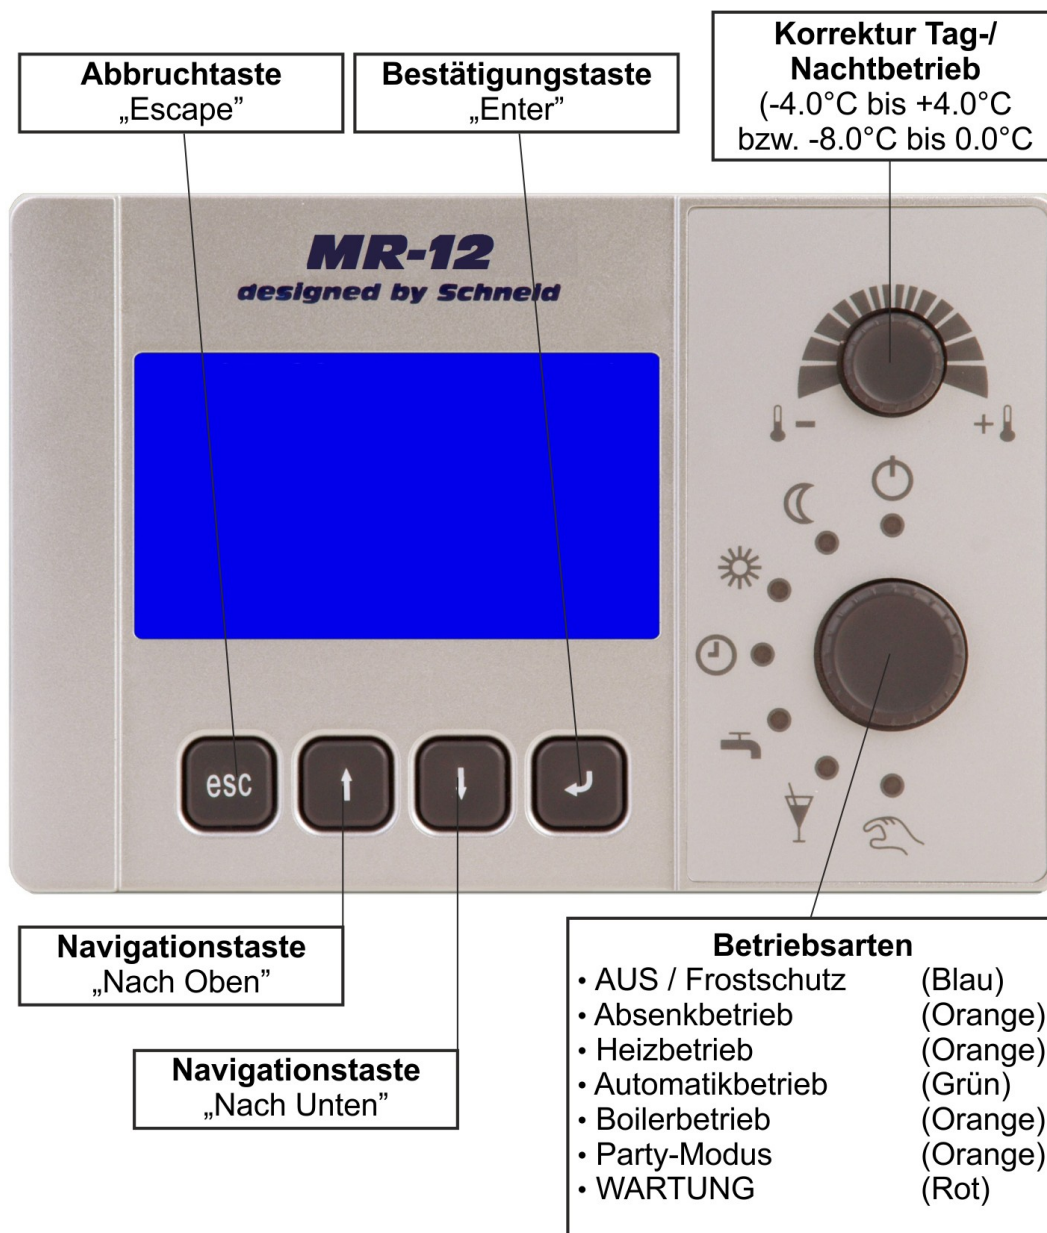 Abbruchtaste
„Escape”
Bestätigungstaste
„Enter”
Korrektur Tag-/
Nachtbetrieb
(-4.0°C bis +4.0°C
bzw. -8.0°C bis 0.0°C
MR-12
designed by Schneid
- +
esc
Navigationstaste
„Nach Oben”
Navigationstaste
„Nach Unten”
Betriebsarten
• AUS / Frostschutz (Blau)
• Absenkbetrieb (Orange)
• Heizbetrieb (Orange)
• Automatikbetrieb (Grün)
• Boilerbetrieb (Orange)
• Party-Modus (Orange)
• WARTUNG (Rot)